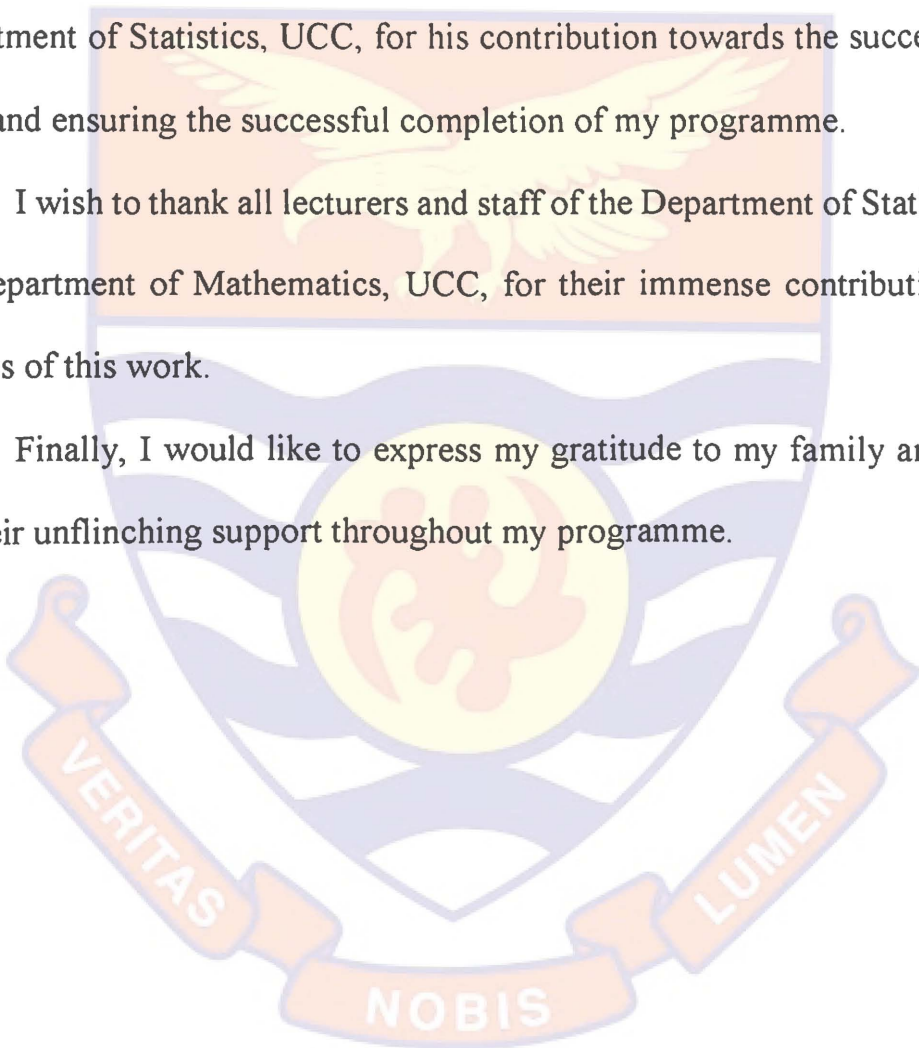 tment of Statistics, UCC, for his contribution towards the succe
and ensuring the successful completion of my programme.
I wish to thank all lecturers and staff of the Department of Stat
epartment of Mathematics, UCC, for their immense contributi
s of this work.
Finally, I would like to express my gratitude to my family an
eir unflinching support throughout my programme.
VERITAS
NOBIS
LUMEN